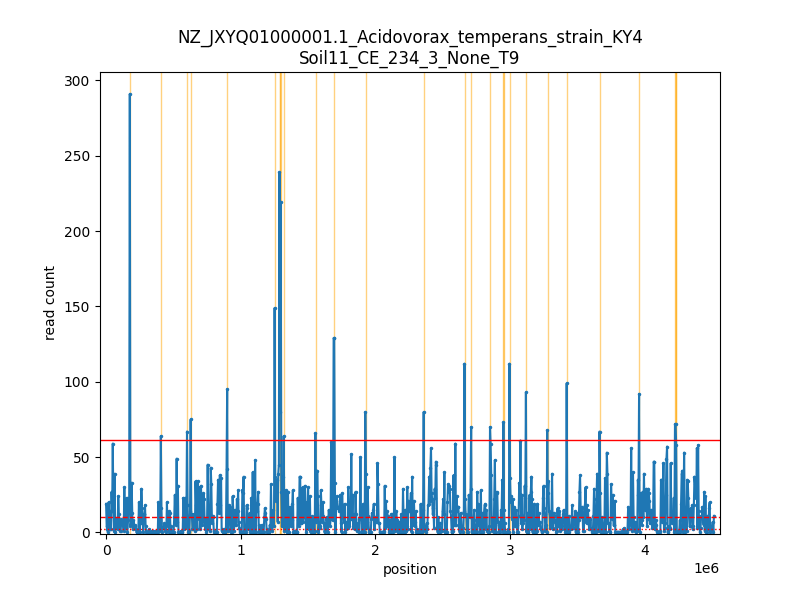 NZ_JXYQ01000001.1_Acidovorax_temperans_strain_KY4
Soil11_CE_234_3_None_T9
300
250
200
150
100
50
0
read count
0
1
2
3
4
1e6
position